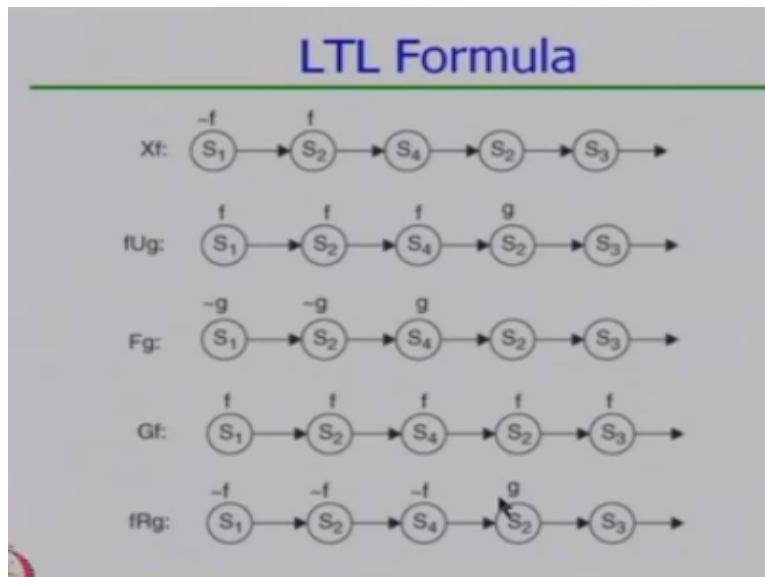 LTL Formula
~f f
Xf: S1 S2 S4 S2 S3
f f f g
fUg: S1 S2 S4 S2 S3
~g ~g g
Fg: S1 S2 S4 S2 S3
f f f f f
Gf: S1 S2 S4 S2 S3
~f ~f ~f g
fRg: S1 S2 S4 S2 S3